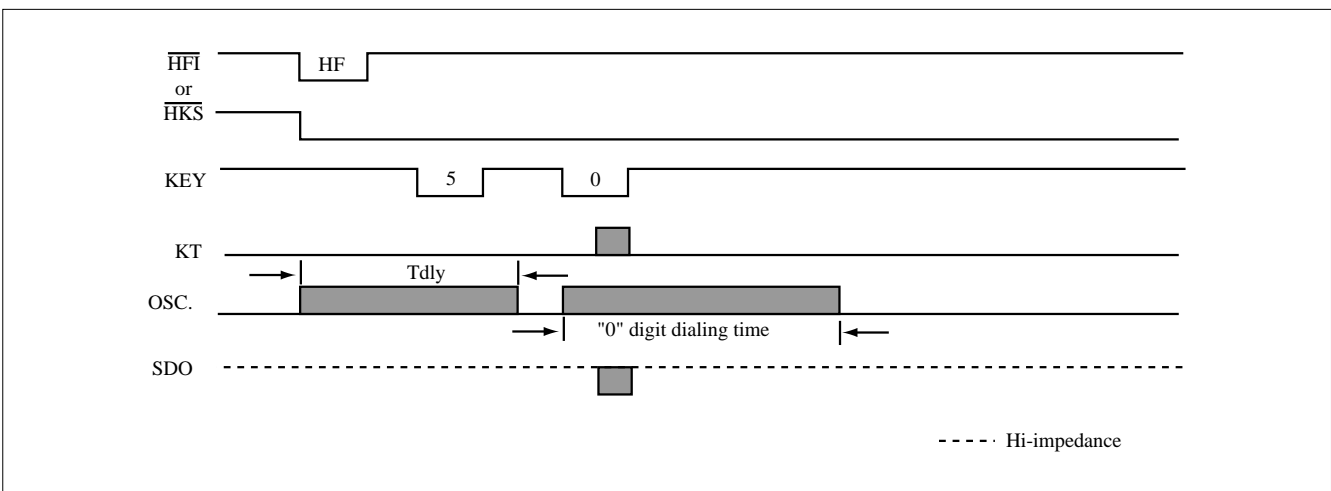 HFI
HF
or
HKS
KEY
5
0
KT
Tdly
OSC.
"0" digit dialing time
SDO
Hi-impedance